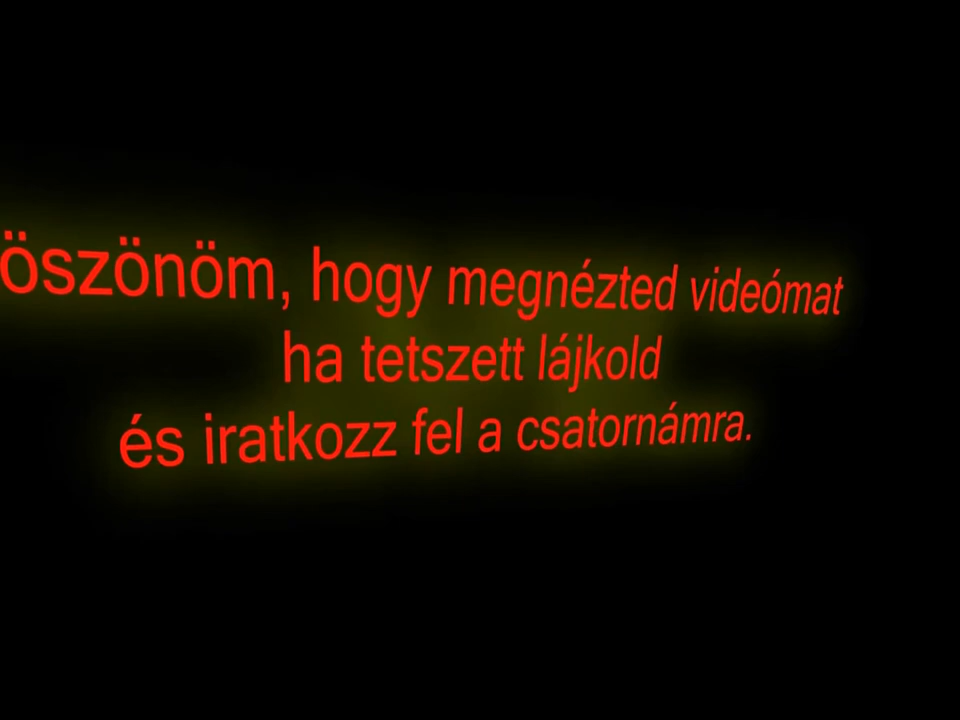 öszönöm, hogy megnézted videómat
ha tetszett lájkold
és iratkozz fel a csatornámra.